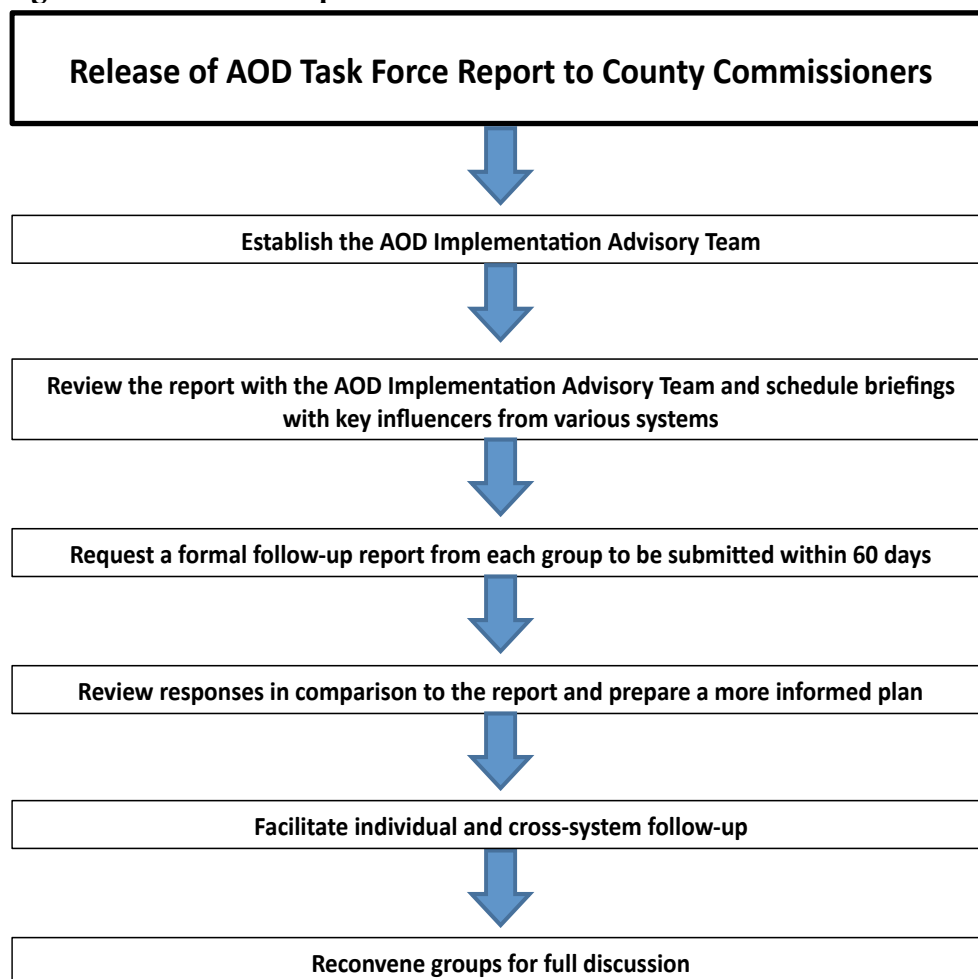 Release of AOD Task Force Report to County Commissioners
Establish the AOD Implementation Advisory Team
Review the report with the AOD Implementation Advisory Team and schedule briefings
with key influencers from various systems
Request a formal follow-up report from each group to be submitted within 60 days
Review responses in comparison to the report and prepare a more informed plan
Facilitate individual and cross-system follow-up
Reconvene groups for full discussion